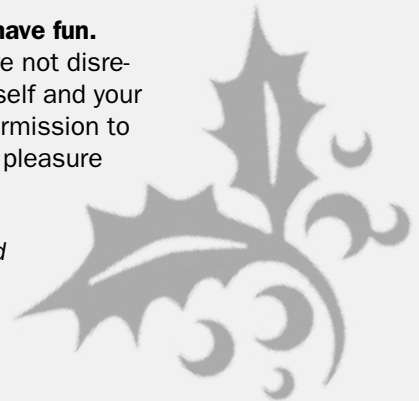 have fun.
e not disre-
self and your
rmission to
pleasure
d